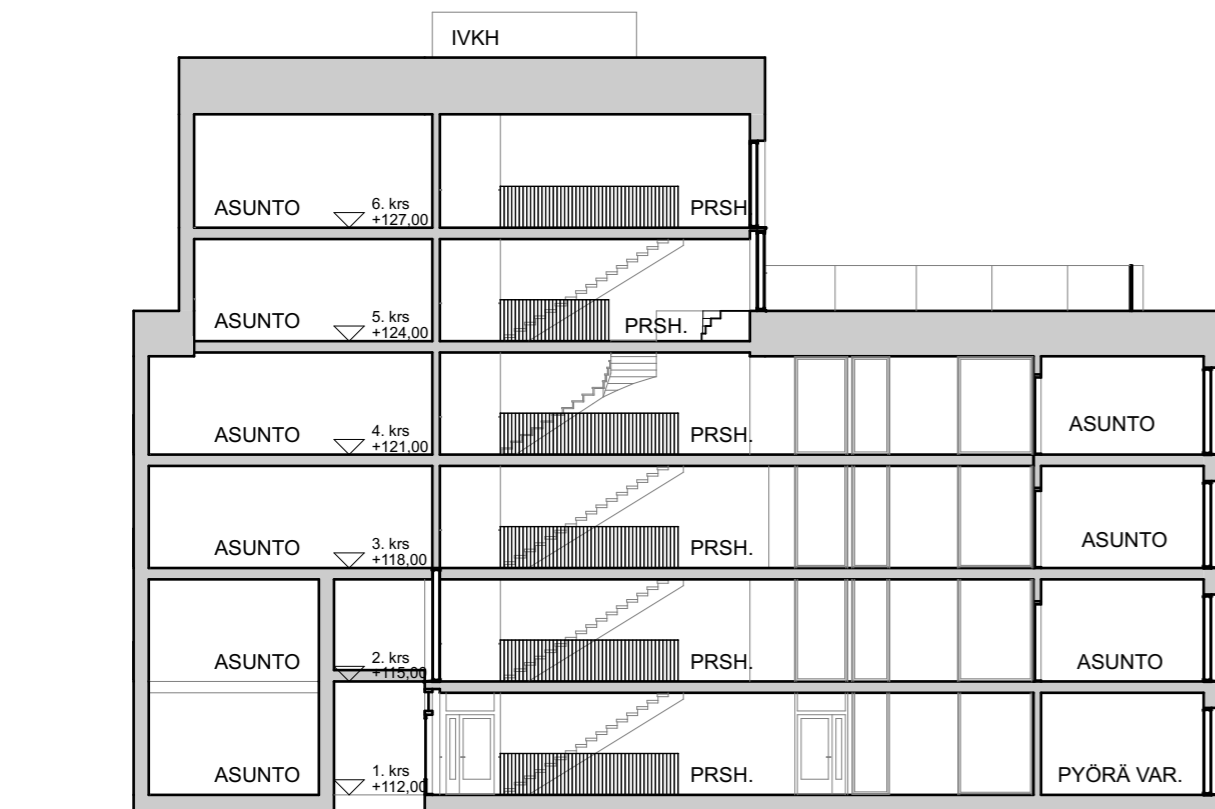 IVKH
ASUNTO
6. krs
+127,00
PRSH
ASUNTO
5. krs
+124,00
PRSH.
ASUNTO
4. krs
+121,00
PRSH.
ASUNTO
ASUNTO
3. krs
+118,00
PRSH.
ASUNTO
ASUNTO
2. krs
+115,00
PRSH.
ASUNTO
ASUNTO
1. krs
+112,00
PRSH.
PYÖRÄ VAR.